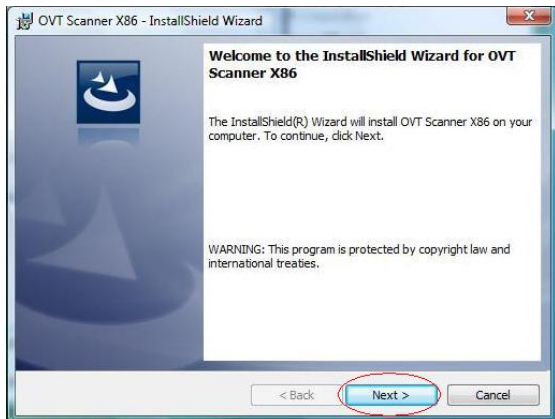 OVT Scanner X86 - InstallShield Wizard
Welcome to the InstallShield Wizard for OVT
Scanner X86
The InstallShield(R) Wizard will install OVT Scanner X86 on your
computer. To continue, click Next.
WARNING: This program is protected by copyright law and
international treaties.
< Back
Next >
Cancel